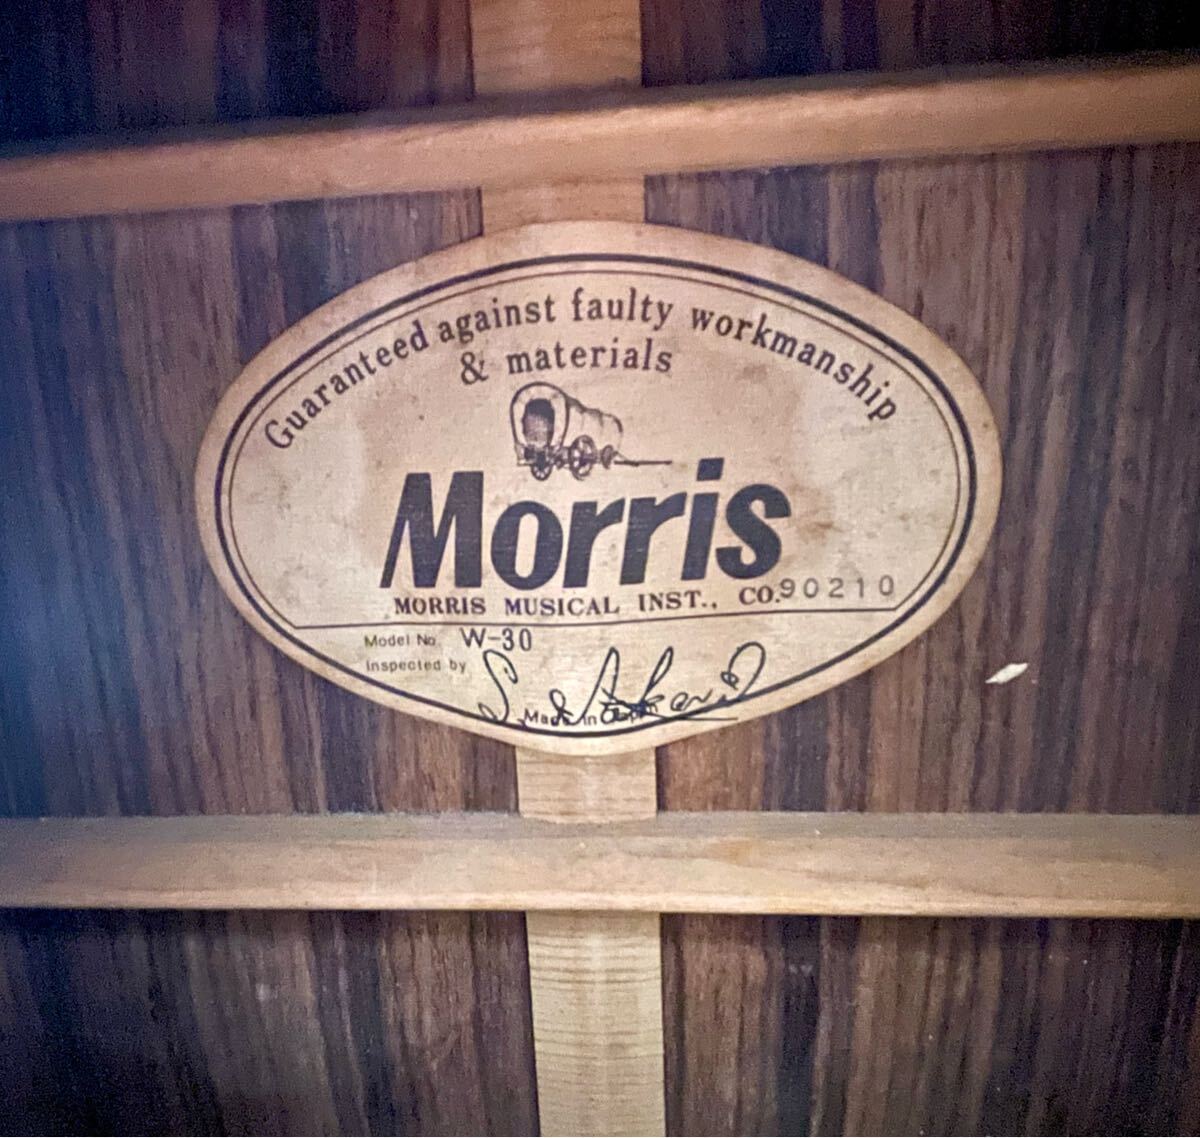 Guaranteed against faulty workmanship
& materials
Morris
MORRIS MUSICAL INST., CO. 90210
Model No. W-30
Inspected by
Made in Japan